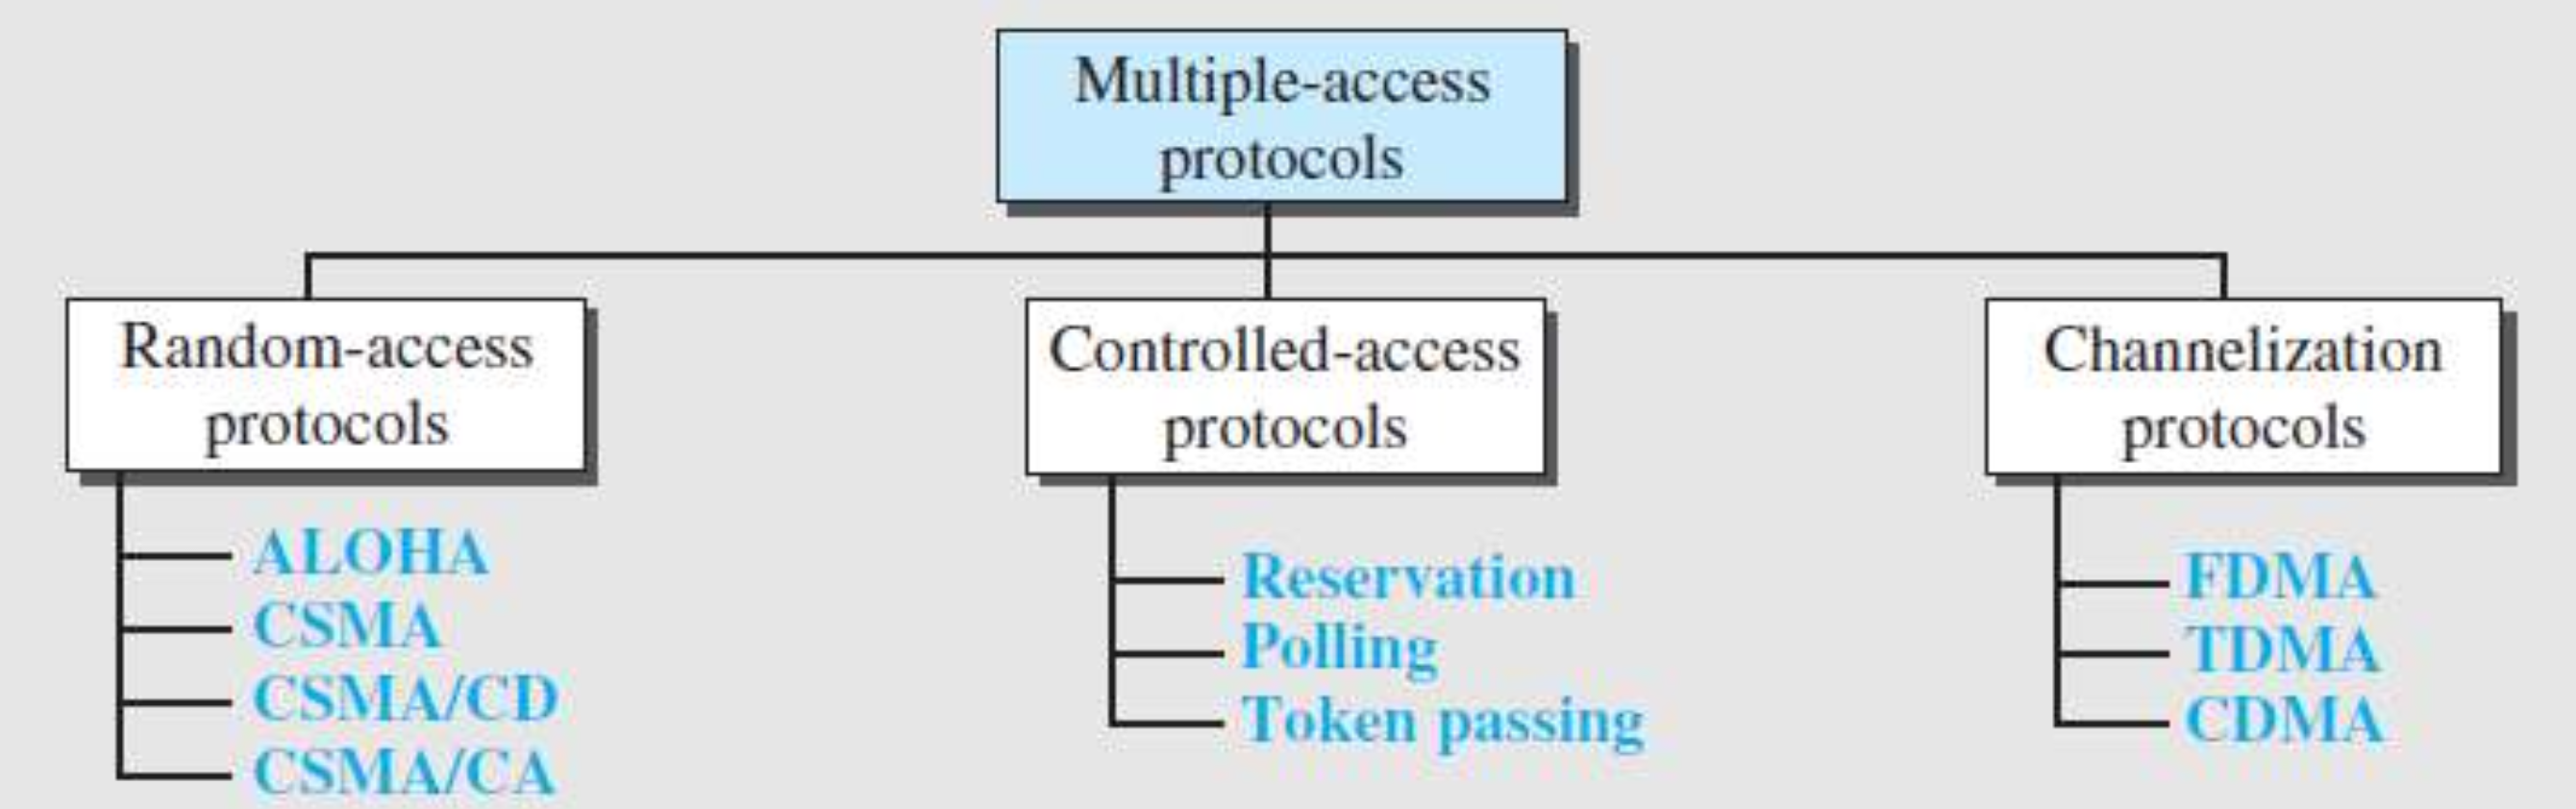 Multiple-access
protocols
Random-access
protocols
ALOHA
CSMA
CSMA/CD
CSMA/CA
Controlled-access
protocols
Reservation
Polling
Token passing
Channelization
protocols
FDMA
TDMA
CDMA